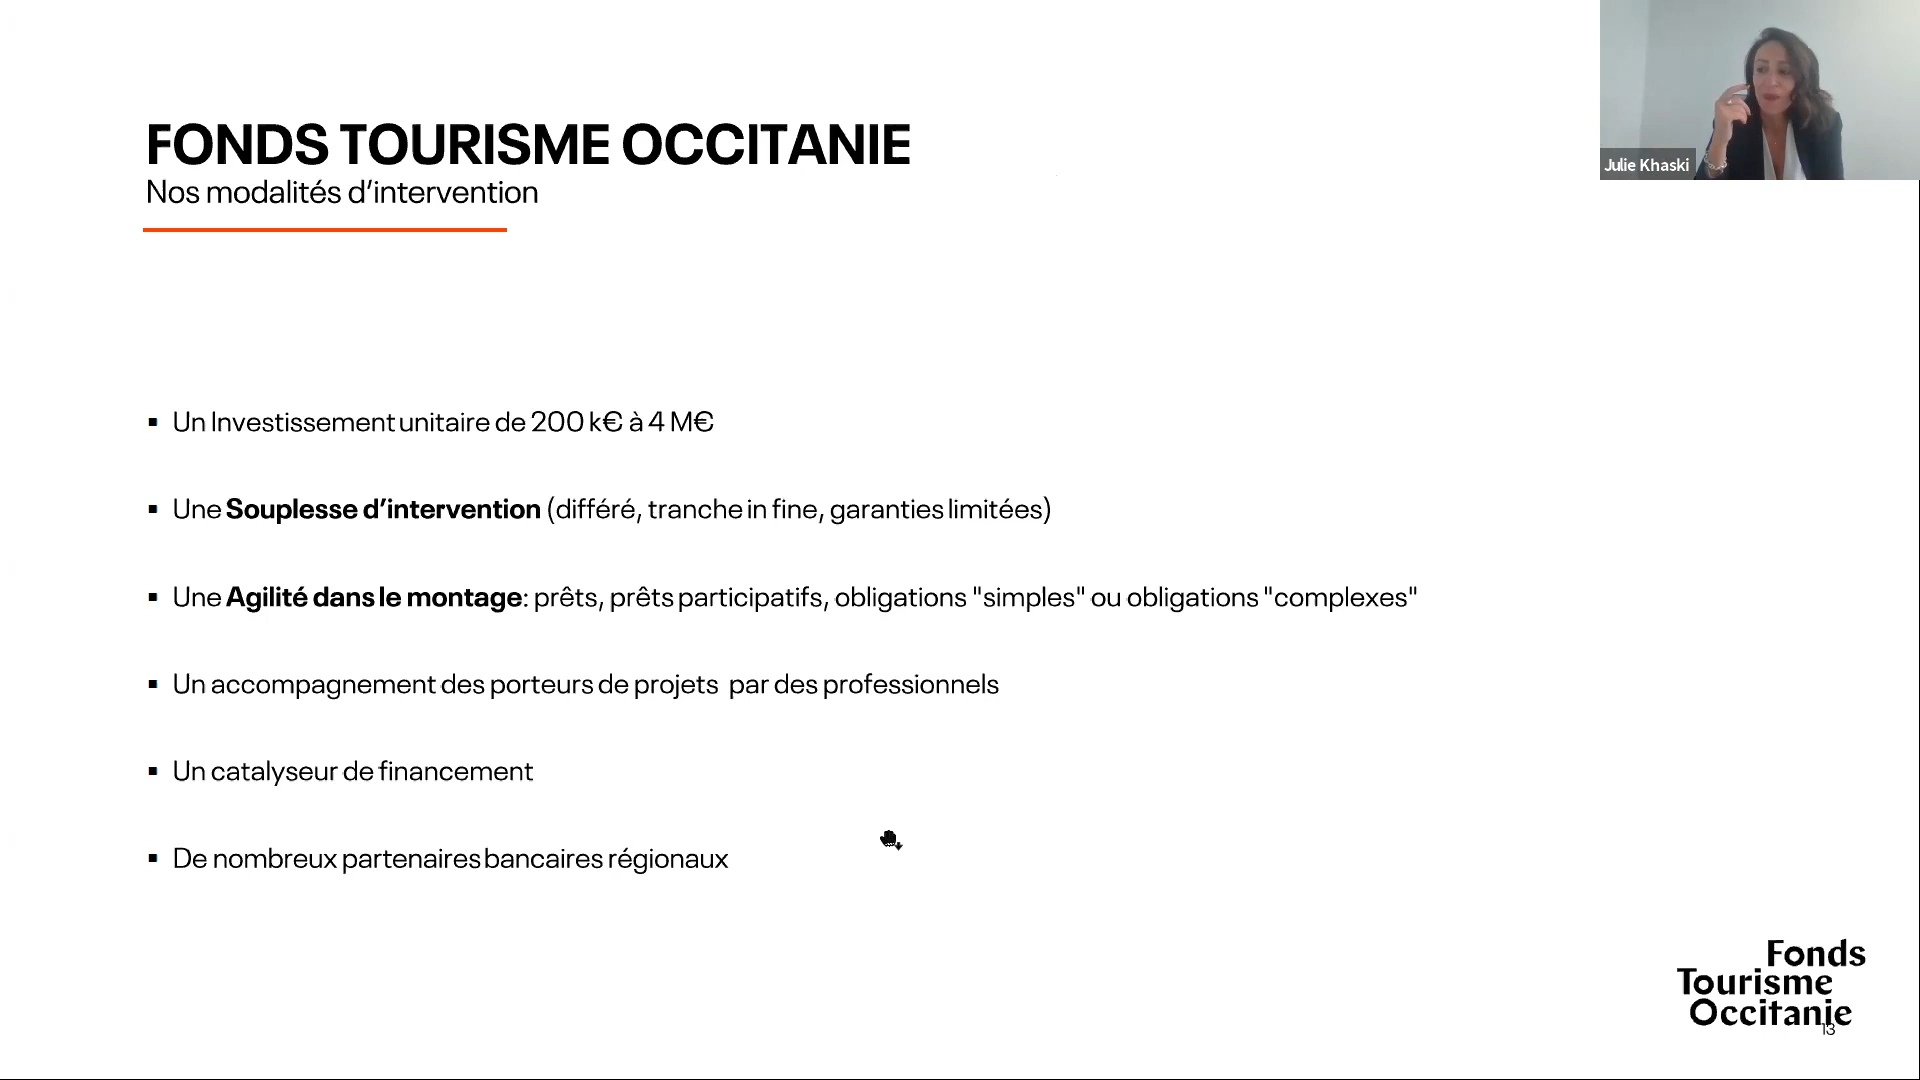 FONDS TOURISME OCCITANIE
Nos modalités d’intervention
Julie Khaski
▪ Un Investissement unitaire de 200 k€ à 4 M€
▪ Une Souplesse d’intervention (différé, tranche in fine, garanties limitées)
▪ Une Agilité dans le montage: prêts, prêts participatifs, obligations "simples" ou obligations "complexes"
▪ Un accompagnement des porteurs de projets par des professionnels
▪ Un catalyseur de financement
▪ De nombreux partenaires bancaires régionaux
Fonds
Tourisme
Occitanie
13